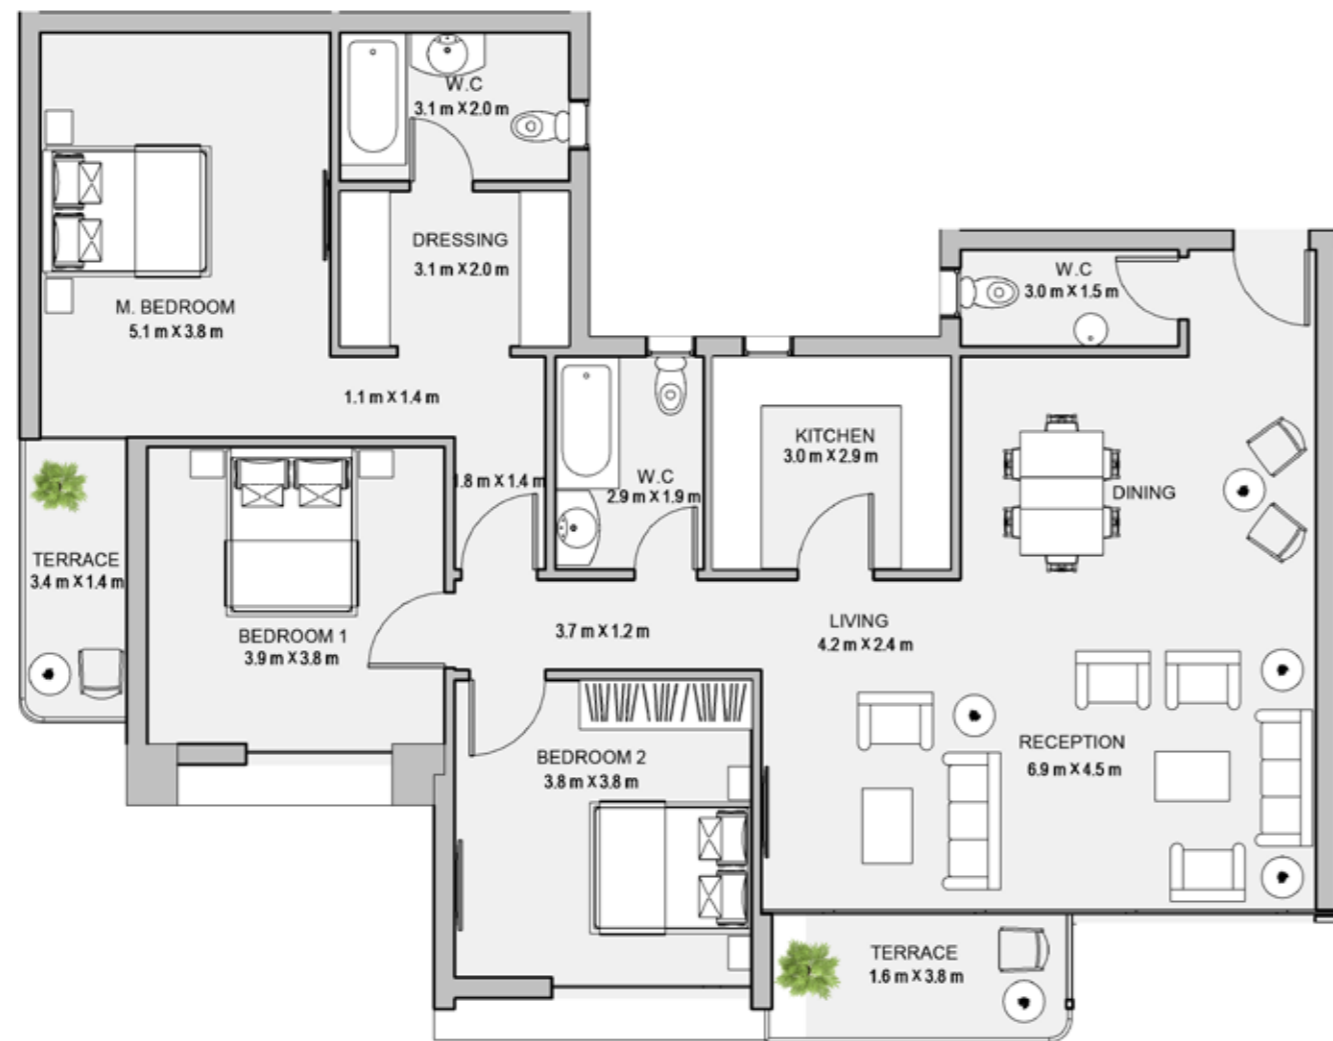 W.C
3.1 m X 2.0 m
DRESSING
3.1 m X 2.0 m
M. BEDROOM
5.1 m X 3.8 m
1.1 m X 1.4 m
W.C
3.0 m X 1.5 m
KITCHEN
3.0 m X 2.9 m
.8 m X 1.4 m
W.C
2.9 m X 1.9 m
DINING
TERRACE
3.4 m X 1.4 m
BEDROOM 1
3.9 m X 3.8 m
3.7 m X 1.2 m
LIVING
4.2 m X 2.4 m
BEDROOM 2
3.8 m X 3.8 m
RECEPTION
6.9 m X 4.5 m
TERRACE
1.6 m X 3.8 m